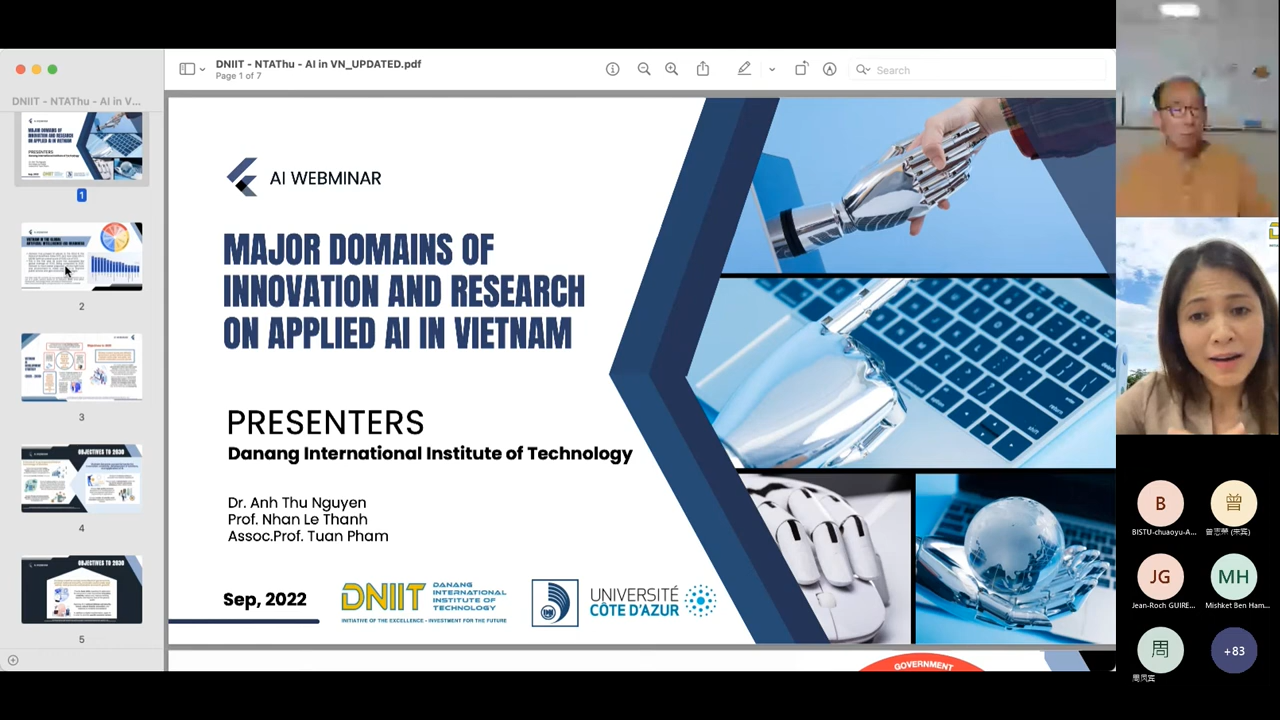 DNIIT - NTAThu - AI in VN_UPDATED.pdf
Page 1 of 7
Search
DNIIT - NTAThu - AI in V...
1
2
3
4
OBJECTIVES TO 2030
5
OBJECTIVES TO 2030
AI WEBMINAR
MAJOR DOMAINS OF
INNOVATION AND RESEARCH
ON APPLIED AI IN VIETNAM
PRESENTERS
Danang International Institute of Technology
Dr. Anh Thu Nguyen
Prof. Nhan Le Thanh
Assoc.Prof. Tuan Pham
Sep, 2022
DNIIT
DANANG
INTERNATIONAL
INSTITUTE OF
TECHNOLOGY
INITIATIVE OF THE EXCELLENCE - INVESTMENT FOR THE FUTURE
UNIVERSITÉ
CÔTE D'AZUR
GOVERNMENT
B
BISTU-chuaoyu-A...
曾
JG
Jean-Roch GUIRE...
MH
Mishket Ben Ham...
周
+83